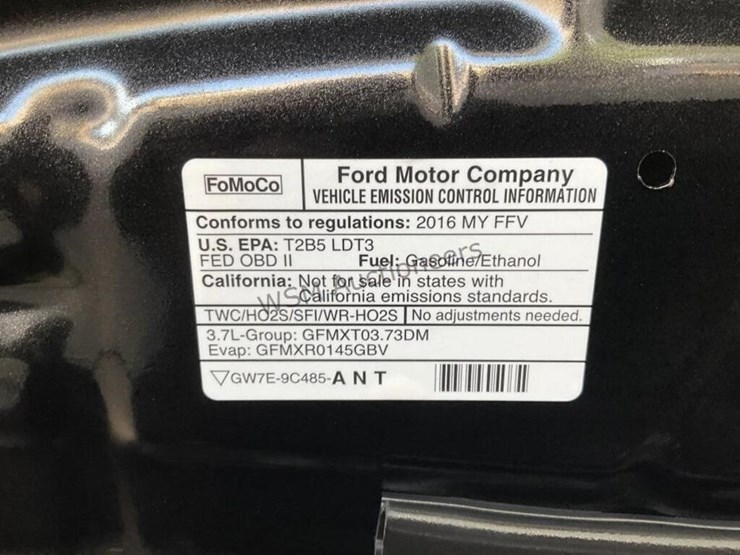 FoMoCo
Ford Motor Company
VEHICLE EMISSION CONTROL INFORMATION
Conforms to regulations: 2016 MY FFV
U.S. EPA: T2B5 LDT3
FED OBD II Fuel: Gasoline/Ethanol
California: Not for sale in states with
California emissions standards.
TWC/HO2S/SFI/WR-HO2S No adjustments needed.
3.7L-Group: GFMXT03.73DM
Evap: GFMXR0145GBV
GW7E-9C485-A N T
WSM Auctioneers